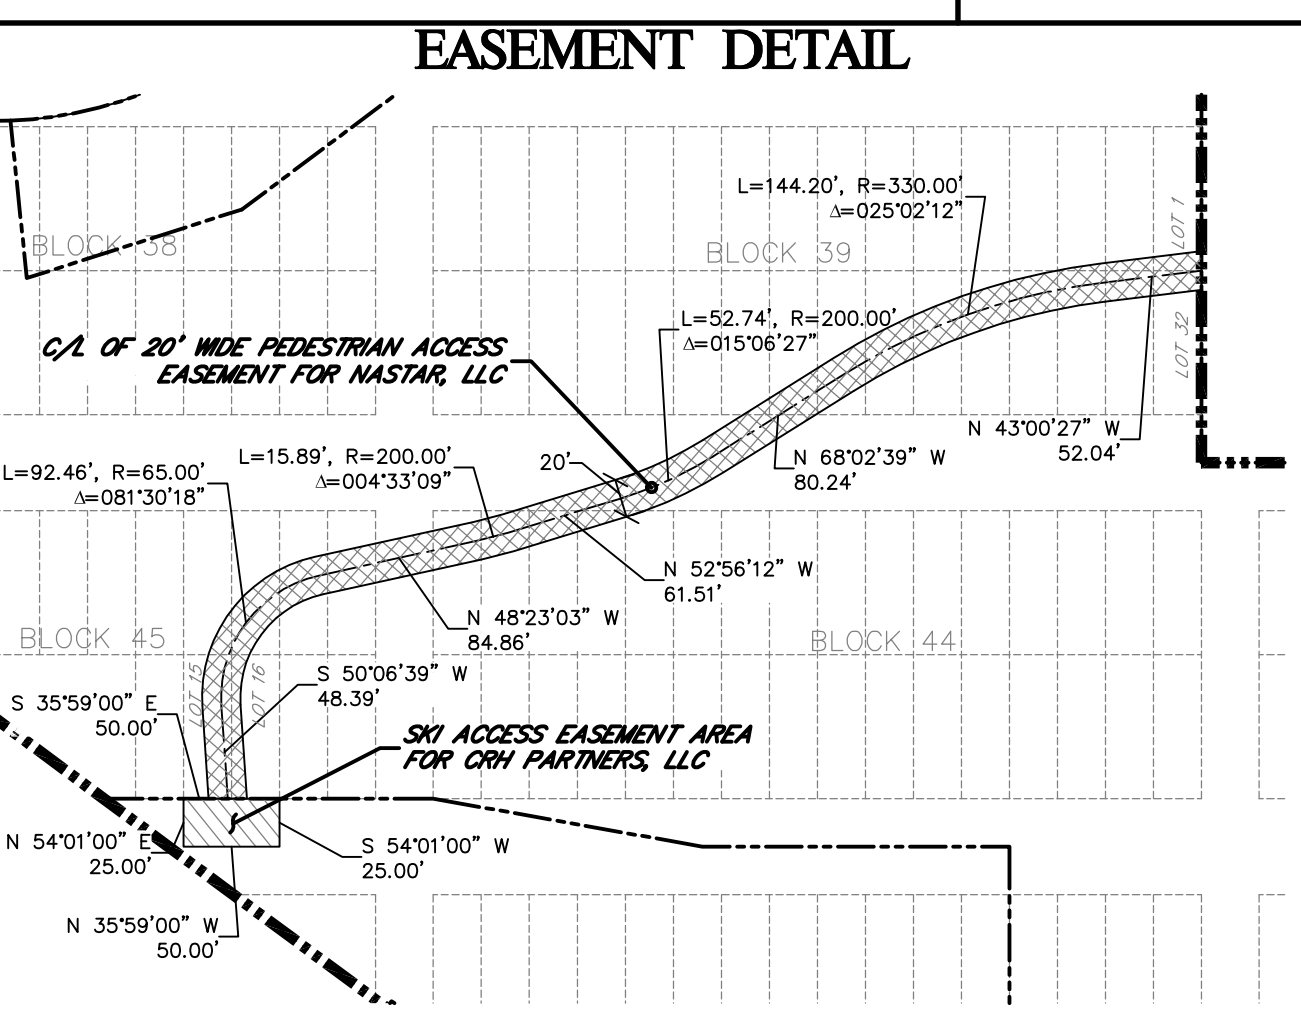 EASEMENT DETAIL
L=144.20', R=330.00'
Δ=025°02'12"
LOT 1
BLOCK 38
BLOCK 39
L=52.74', R=200.00'
Δ=015°06'27"
LOT 32
C/L OF 20' WIDE PEDESTRIAN ACCESS
EASEMENT FOR NASTAR, LLC
N 43°00'27" W
52.04'
L=92.46', R=65.00'
Δ=081°30'18"
L=15.89', R=200.00'
Δ=004°33'09"
20'
N 68°02'39" W
80.24'
N 52°56'12" W
61.51'
N 48°23'03" W
84.86'
BLOCK 45
BLOCK 44
LOT 15
LOT 16
S 50°06'39" W
48.39'
S 35°59'00" E
50.00'
SKI ACCESS EASEMENT AREA
FOR CRH PARTNERS, LLC
N 54°01'00" E
25.00'
S 54°01'00" W
25.00'
N 35°59'00" W
50.00'